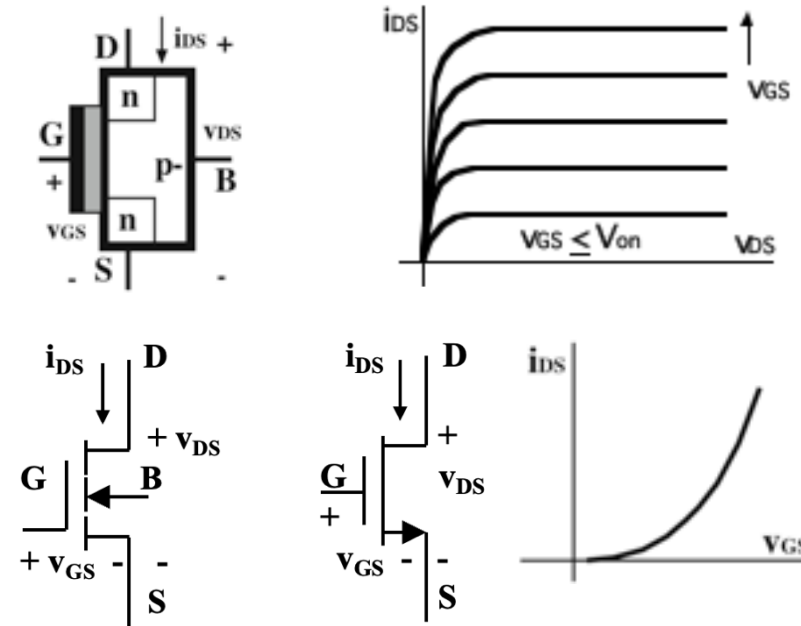 D
iDS +
n
G
vDS
p-
+
B
n
vGS
-
S
-
iDS
VGS
VGS ≤ Von
VDS
iDS
D
+ vDS
G
B
+ vGS - -
S
iDS
D
+
G
vDS
+
vGS - -
S
iDS
vGS